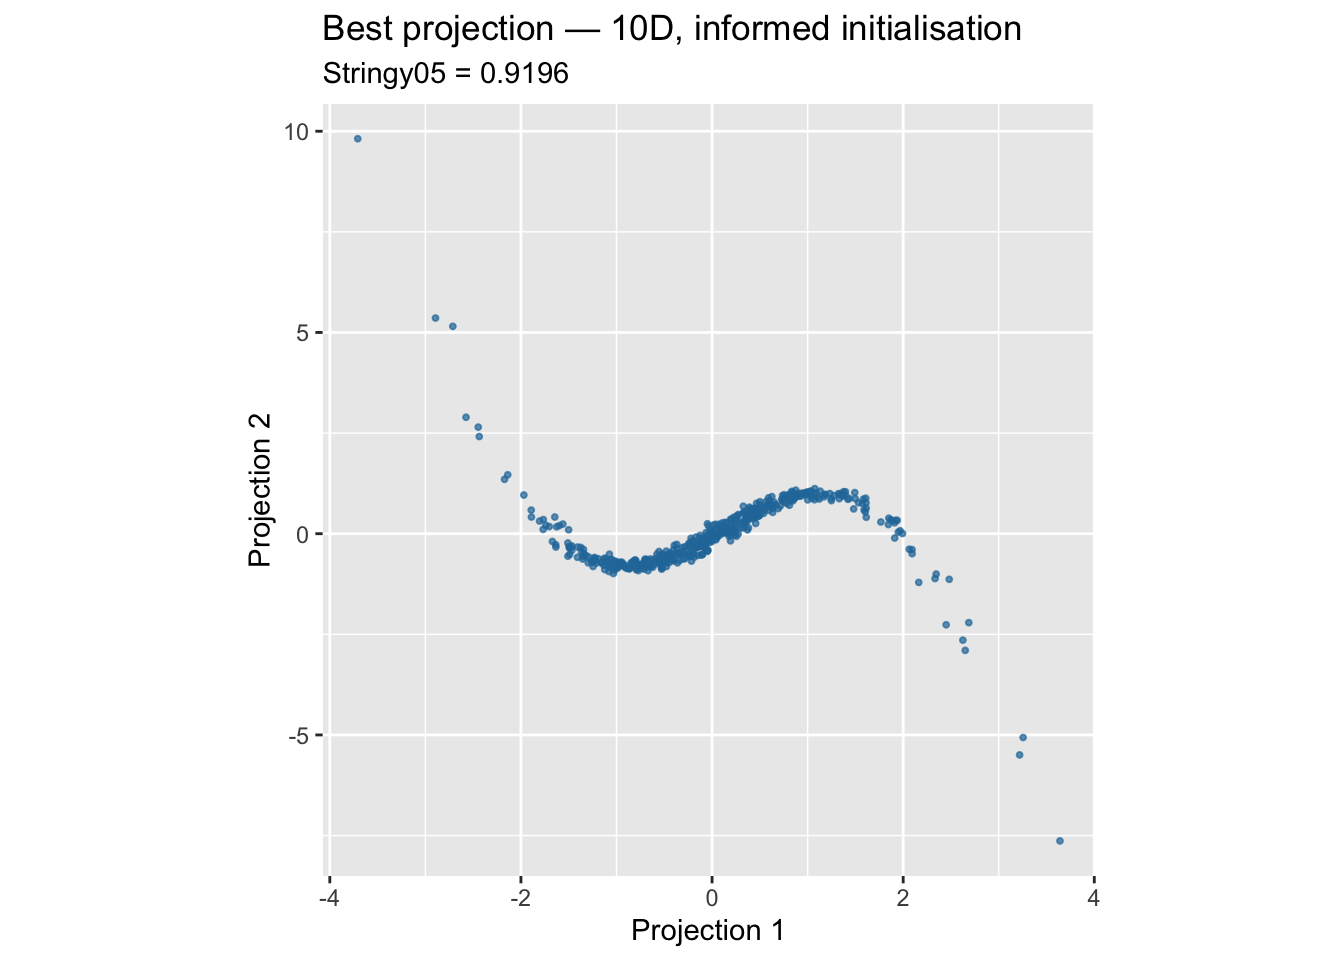 Best projection — 10D, informed initialisation
Stringy05 = 0.9196
10
5
0
-5
Projection 2
-4
-2
0
2
4
Projection 1